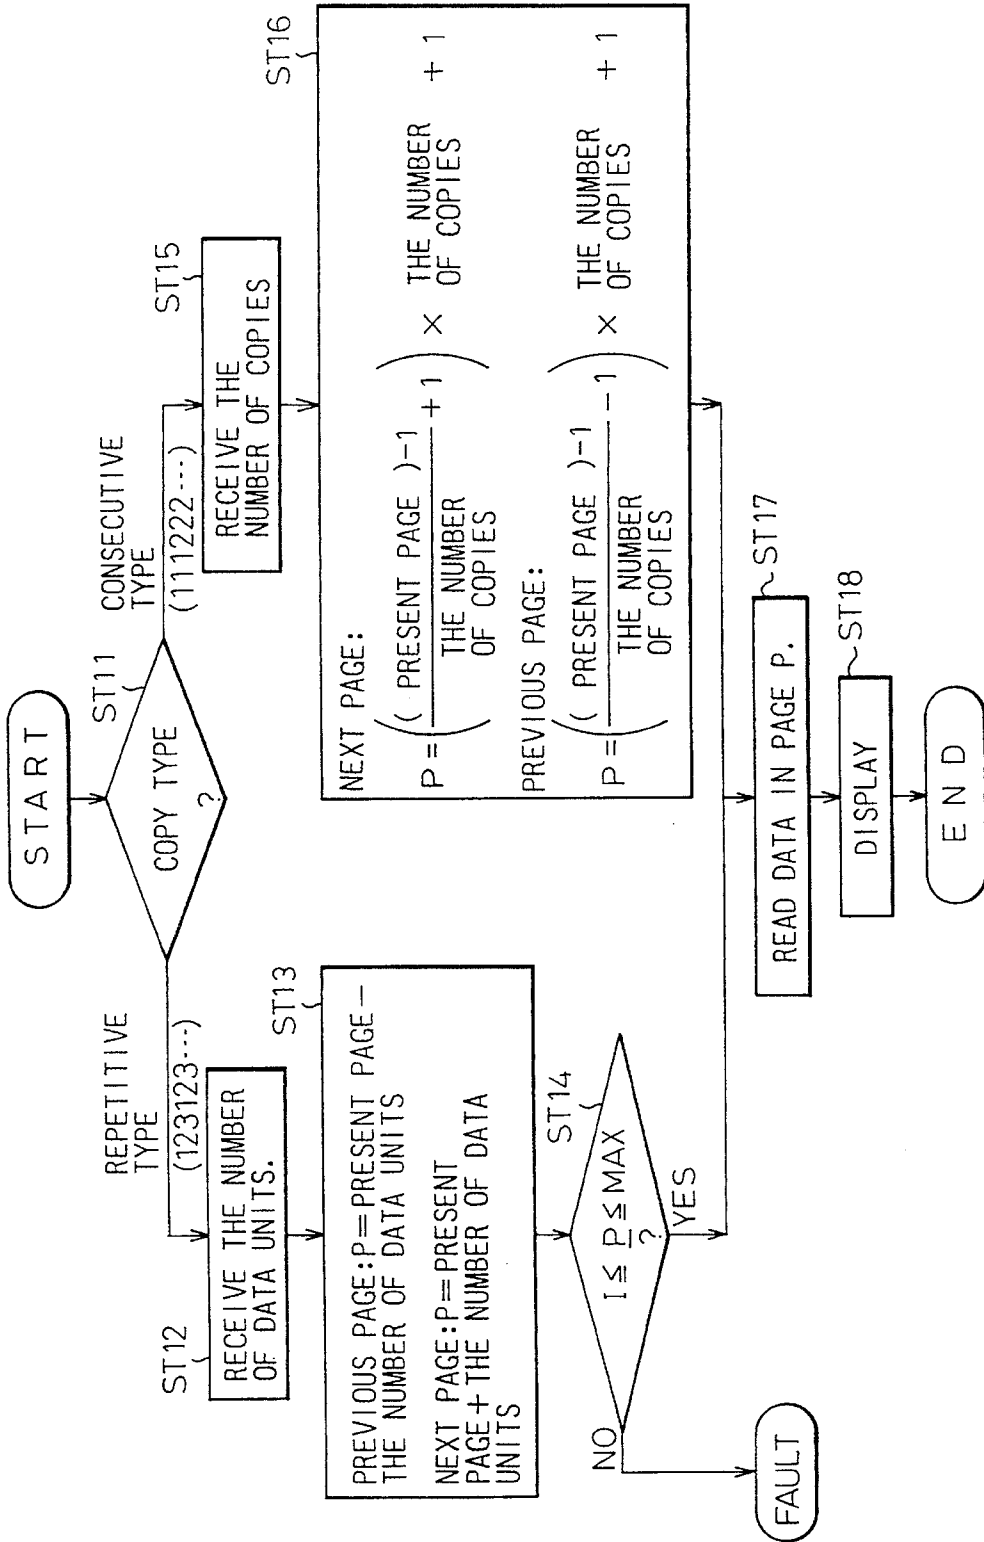 START
ST11
COPY TYPE
?
REPETITIVE
TYPE
(123123---)
CONSECUTIVE
TYPE
(111222---)
ST12
RECEIVE THE NUMBER
OF DATA UNITS.
ST13
PREVIOUS PAGE:P=PRESENT PAGE-
THE NUMBER OF DATA UNITS
NEXT PAGE:P=PRESENT
PAGE+THE NUMBER OF DATA
UNITS
ST14
I≦P≦MAX
?
NO
YES
FAULT
ST15
RECEIVE THE
NUMBER OF COPIES
ST16
NEXT PAGE:
P=( ( PRESENT PAGE )-1 +1 ) × THE NUMBER + 1
OF COPIES
THE NUMBER
OF COPIES
PREVIOUS PAGE:
P=( ( PRESENT PAGE )-1 -1 ) × THE NUMBER + 1
OF COPIES
THE NUMBER
OF COPIES
ST17
READ DATA IN PAGE P.
ST18
DISPLAY
END